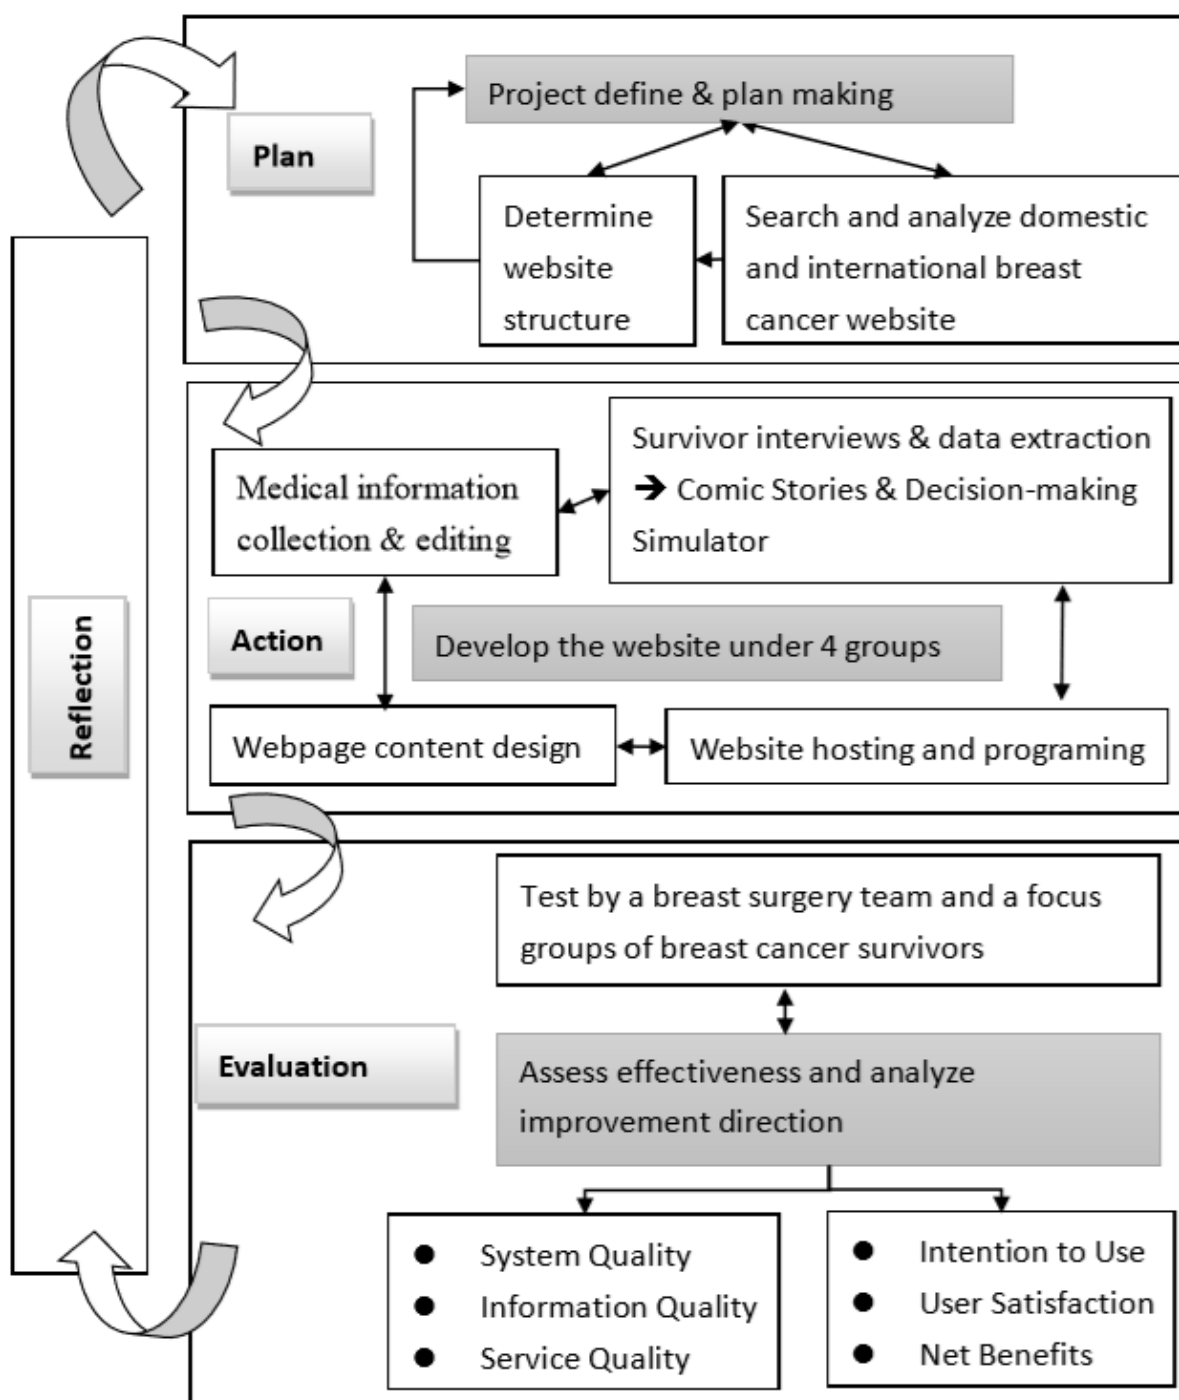 Project define & plan making
Plan
Determine
website
structure
Search and analyze domestic
and international breast
cancer website
Survivor interviews & data extraction
➔ Comic Stories & Decision-making
Simulator
Medical information
collection & editing
Action
Develop the website under 4 groups
Reflection
Webpage content design
Website hosting and programing
Test by a breast surgery team and a focus
groups of breast cancer survivors
Evaluation
Assess effectiveness and analyze
improvement direction
● System Quality
● Information Quality
● Service Quality
● Intention to Use
● User Satisfaction
● Net Benefits